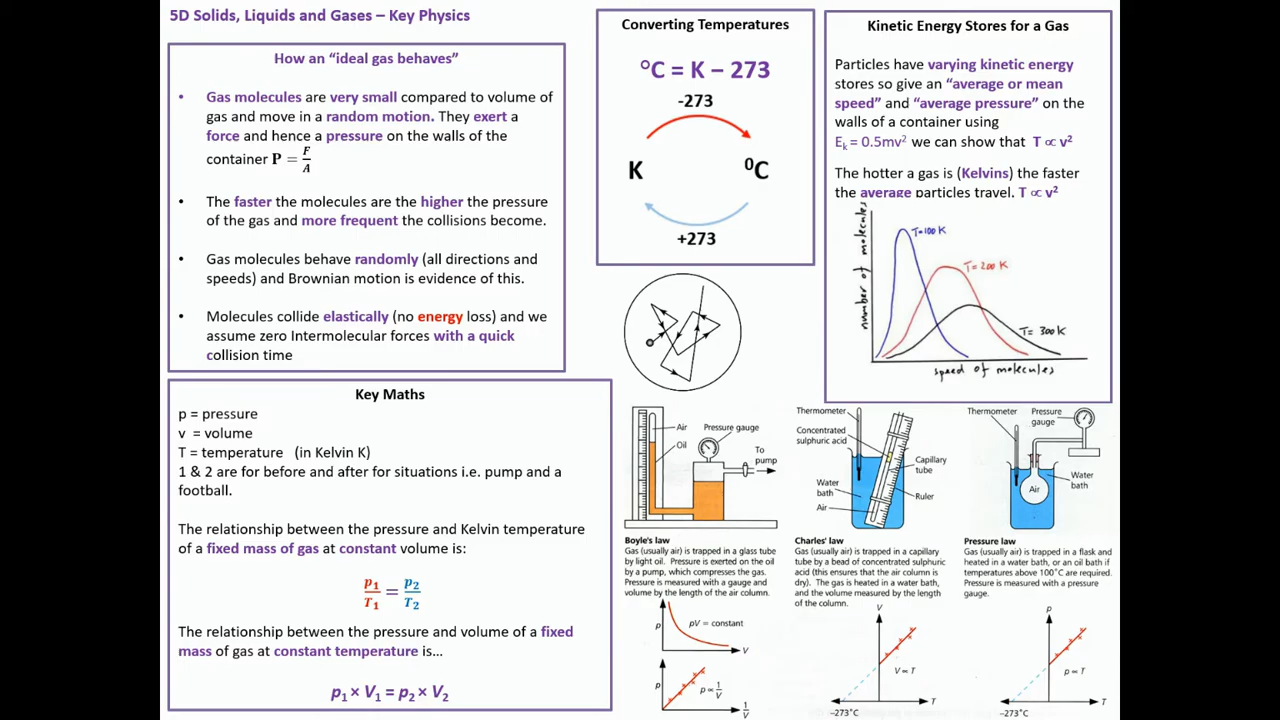 5D Solids, Liquids and Gases – Key Physics
How an “ideal gas behaves”
• Gas molecules are very small compared to volume of
gas and move in a random motion. They exert a
force and hence a pressure on the walls of the
container P = F/A
• The faster the molecules are the higher the pressure
of the gas and more frequent the collisions become.
• Gas molecules behave randomly (all directions and
speeds) and Brownian motion is evidence of this.
• Molecules collide elastically (no energy loss) and we
assume zero Intermolecular forces with a quick
collision time
Key Maths
p = pressure
v = volume
T = temperature (in Kelvin K)
1 & 2 are for before and after for situations i.e. pump and a
football.
The relationship between the pressure and Kelvin temperature
of a fixed mass of gas at constant volume is:
p₁/T₁ = p₂/T₂
The relationship between the pressure and volume of a fixed
mass of gas at constant temperature is...
p₁ × V₁ = p₂ × V₂
Converting Temperatures
°C = K – 273
-273
K
⁰C
+273
Kinetic Energy Stores for a Gas
Particles have varying kinetic energy
stores so give an “average or mean
speed” and “average pressure” on the
walls of a container using
Eₖ = 0.5mv² we can show that T ∝ v²
The hotter a gas is (Kelvins) the faster
the average particles travel. T ∝ v²
number of molecules
T=100K
T=200K
T=300K
speed of molecules
Air
Oil
Pressure gauge
To
pump
Boyle's law
Gas (usually air) is trapped in a glass tube
by light oil. Pressure is exerted on the oil
by a pump, which compresses the gas.
Pressure is measured with a gauge and
volume by the length of the air column.
p
pV = constant
V
p
p ∝ 1/V
1/V
Thermometer
Concentrated
sulphuric acid
Capillary
tube
Water
bath
Ruler
Air
Charles' law
Gas (usually air) is trapped in a capillary
tube by a bead of concentrated sulphuric
acid (this ensures that the air column is
dry). The gas is heated in a water bath,
and the volume measured by the length
of the column.
V
V ∝ T
T
–273°C
Thermometer
Pressure
gauge
Water
bath
Air
Pressure law
Gas (usually air) is trapped in a flask and
heated in a water bath, or an oil bath if
temperatures above 100°C are required.
Pressure is measured with a pressure
gauge.
p
p ∝ T
T
–273°C